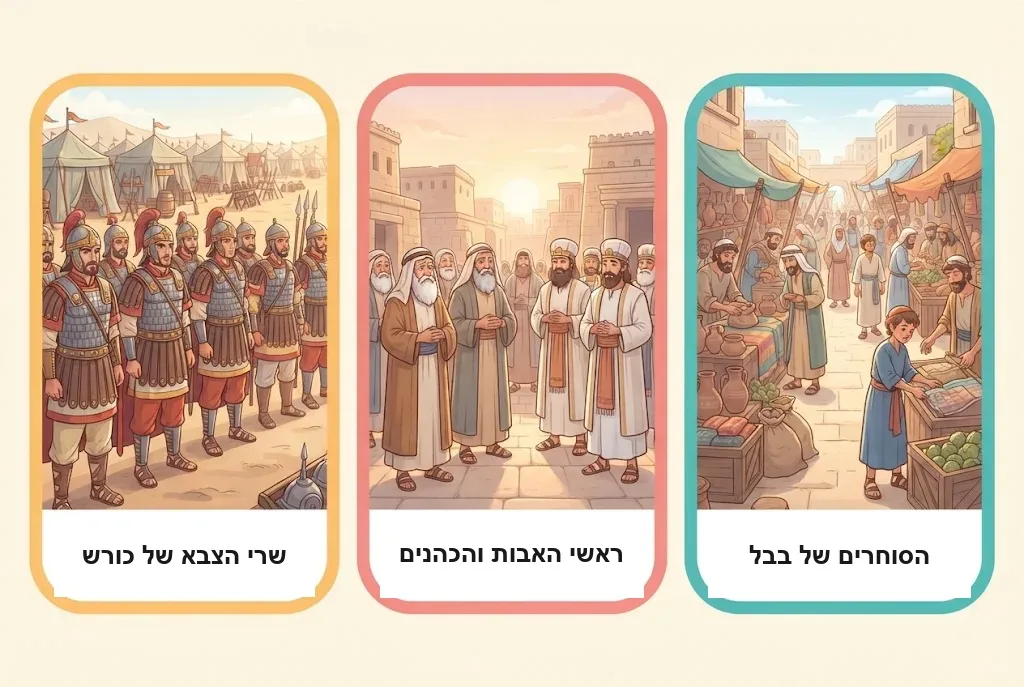 הסוחרים של בבל
ראשי האבות והכהנים
שרי הצבא של כורש